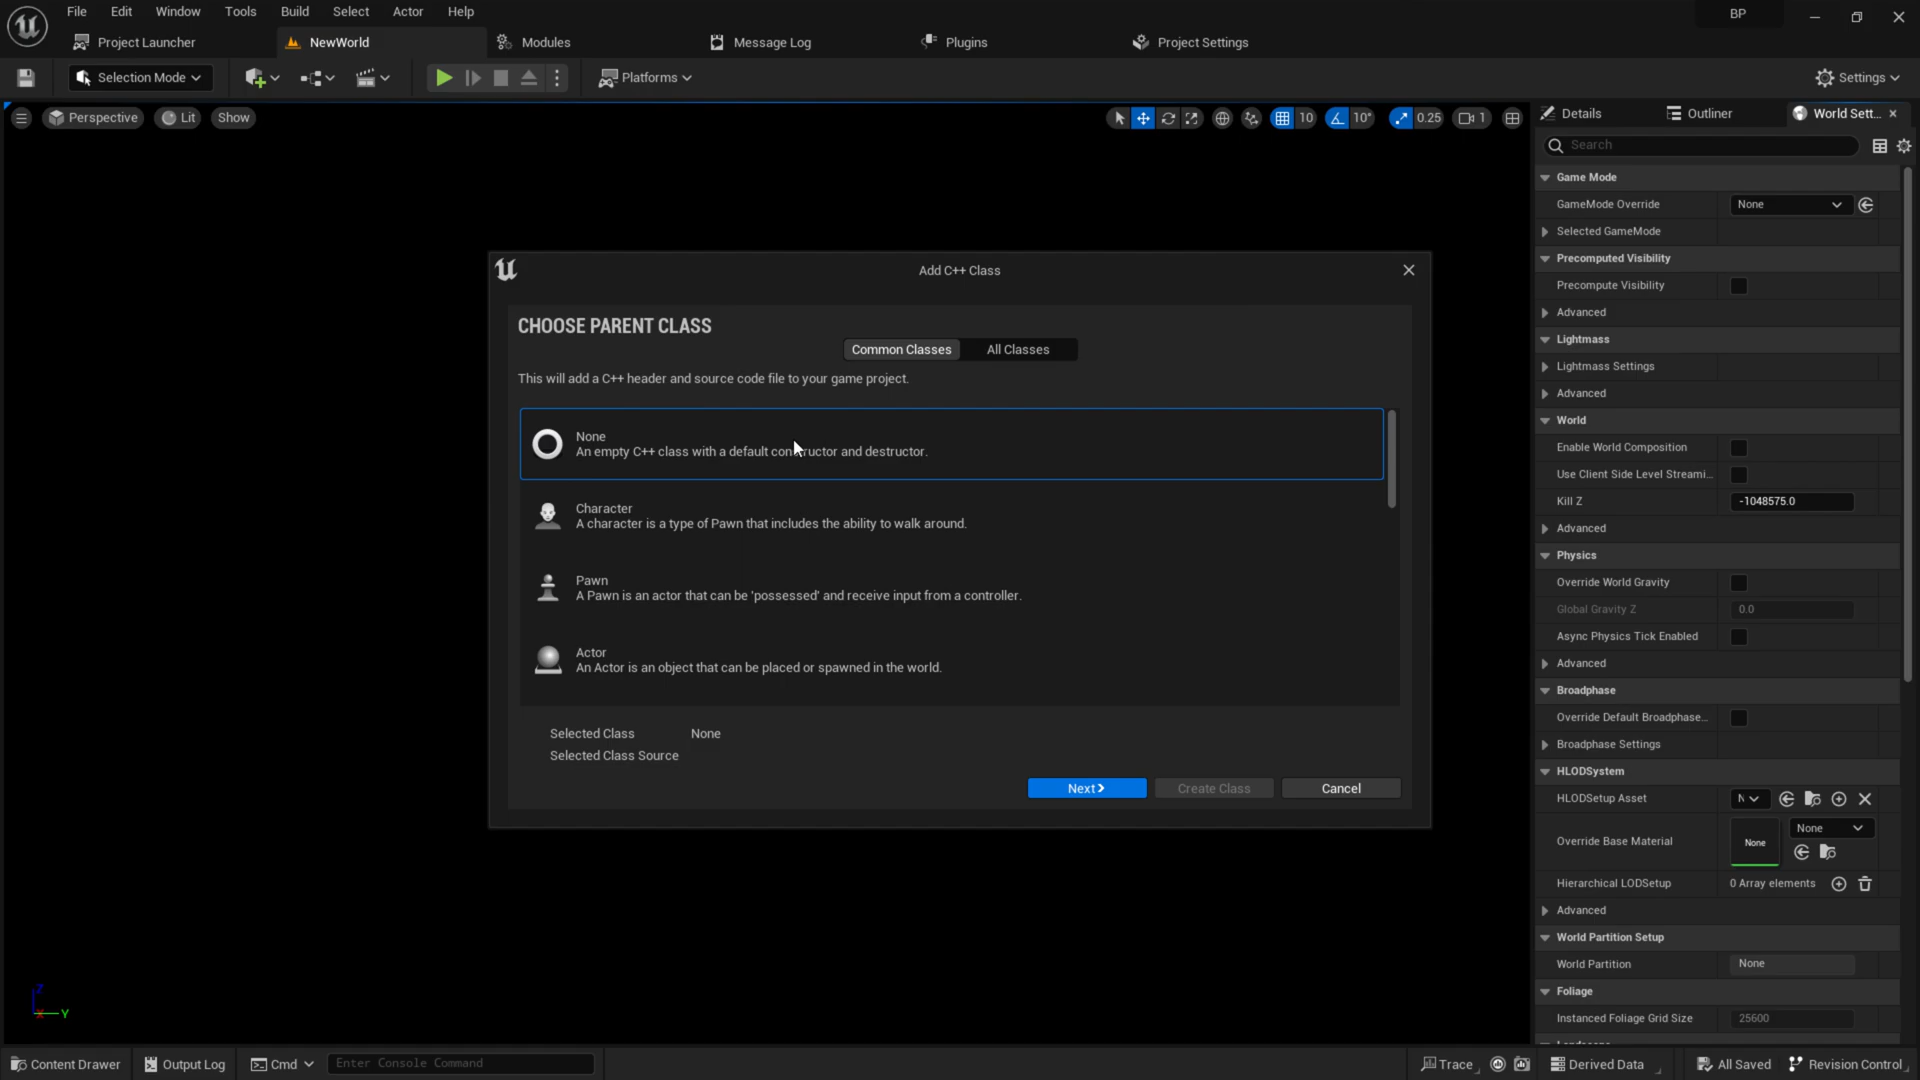 File Edit Window Tools Build Select Actor Help BP
Project Launcher NewWorld Modules Message Log Plugins Project Settings
Selection Mode Platforms Settings
Perspective Lit Show 10 10° 0.25 1
Details Outliner World Sett...
Search
Game Mode
GameMode Override None
Selected GameMode
Precomputed Visibility
Precompute Visibility
Advanced
Lightmass
Lightmass Settings
Advanced
World
Enable World Composition
Use Client Side Level Streami...
Kill Z -1048575.0
Advanced
Physics
Override World Gravity
Global Gravity Z 0.0
Async Physics Tick Enabled
Advanced
Broadphase
Override Default Broadphase...
Broadphase Settings
HLODSystem
HLODSetup Asset N
Override Base Material None None
Hierarchical LODSetup 0 Array elements
Advanced
World Partition Setup
World Partition None
Foliage
Instanced Foliage Grid Size 25600
Add C++ Class
CHOOSE PARENT CLASS
Common Classes All Classes
This will add a C++ header and source code file to your game project.
None
An empty C++ class with a default constructor and destructor.
Character
A character is a type of Pawn that includes the ability to walk around.
Pawn
A Pawn is an actor that can be 'possessed' and receive input from a controller.
Actor
An Actor is an object that can be placed or spawned in the world.
Selected Class None
Selected Class Source
Next Create Class Cancel
Z
X Y
Content Drawer Output Log Cmd Enter Console Command Trace Derived Data All Saved Revision Control